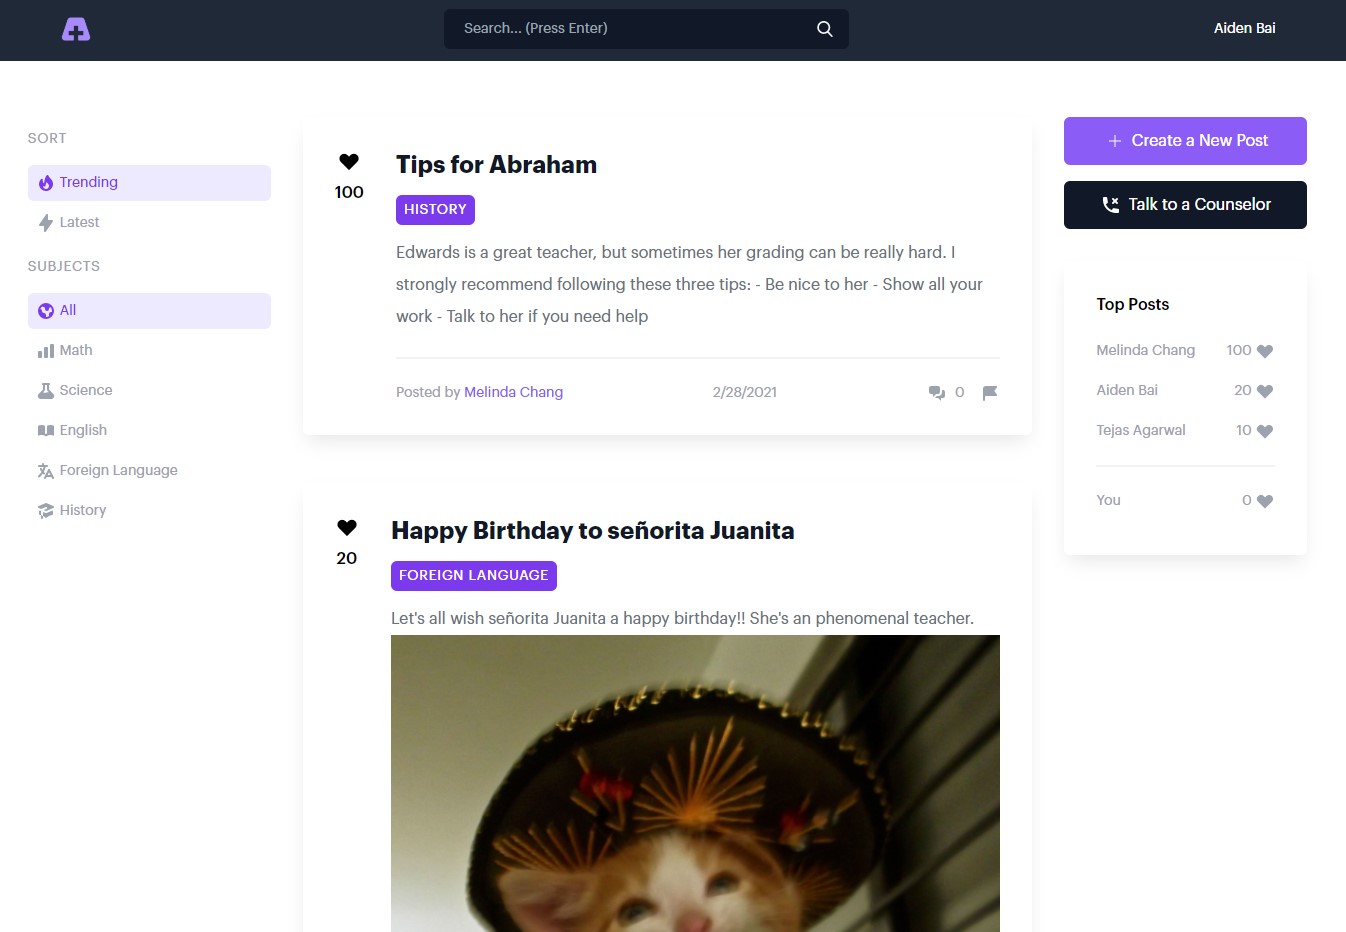 Search... (Press Enter)
Aiden Bai
SORT
Trending
Latest
SUBJECTS
All
Math
Science
English
Foreign Language
History
100
Tips for Abraham
HISTORY
Edwards is a great teacher, but sometimes her grading can be really hard. I
strongly recommend following these three tips: - Be nice to her - Show all your
work - Talk to her if you need help
Posted by Melinda Chang 2/28/2021 0
20
Happy Birthday to señorita Juanita
FOREIGN LANGUAGE
Let's all wish señorita Juanita a happy birthday!! She's an phenomenal teacher.
Create a New Post
Talk to a Counselor
Top Posts
Melinda Chang 100
Aiden Bai 20
Tejas Agarwal 10
You 0